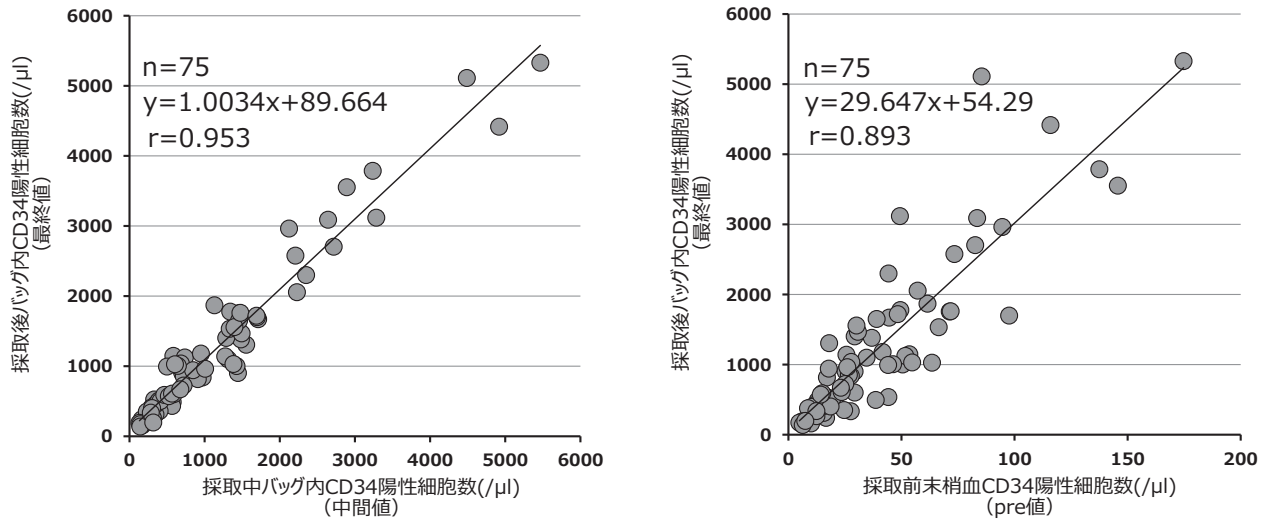 採取後バッグ内CD34陽性細胞数(/μl)
（最終値）
6000
5000
4000
3000
2000
1000
0
n=75
y=1.0034x+89.664
r=0.953
0 1000 2000 3000 4000 5000 6000
採取中バッグ内CD34陽性細胞数(/μl)
（中間値）
採取後バッグ内CD34陽性細胞数(/μl)
（最終値）
6000
5000
4000
3000
2000
1000
0
n=75
y=29.647x+54.29
r=0.893
0 50 100 150 200
採取前末梢血CD34陽性細胞数(/μl)
（pre値）